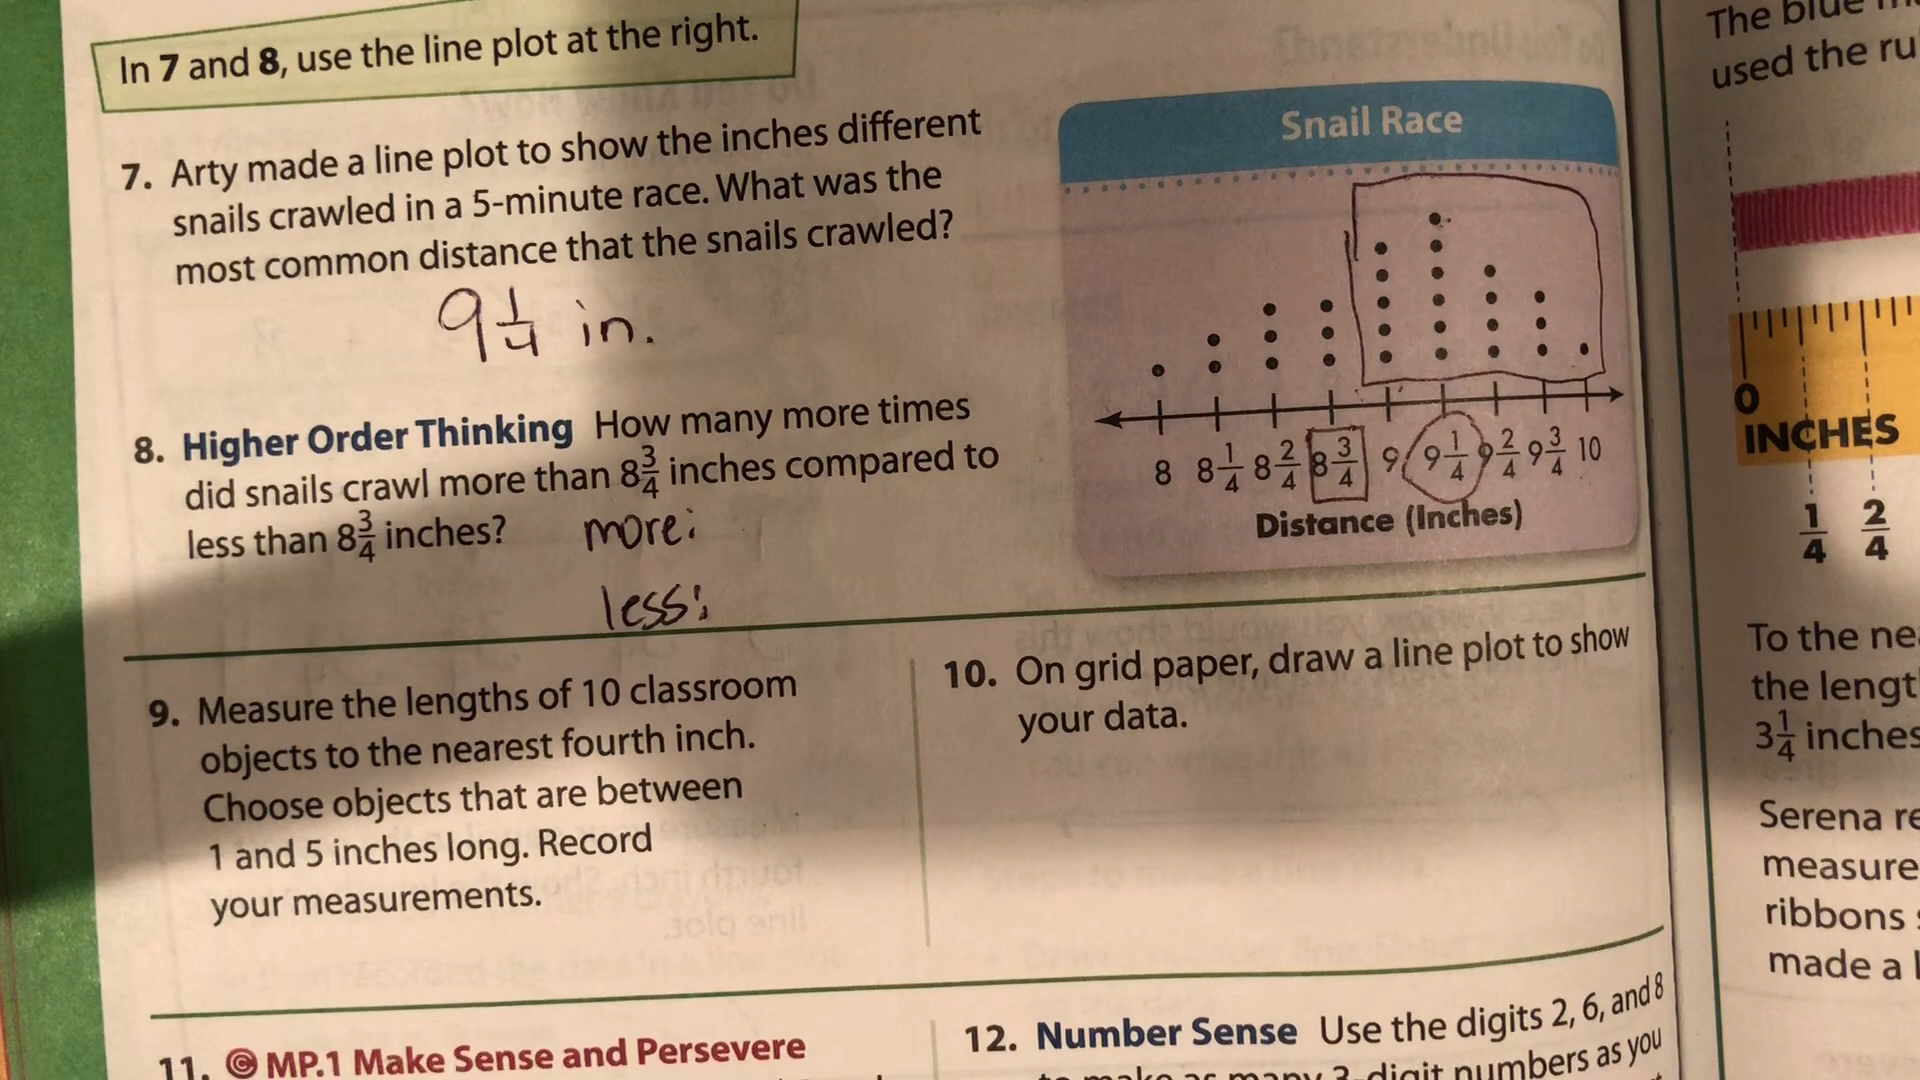 In 7 and 8, use the line plot at the right.
7. Arty made a line plot to show the inches different
snails crawled in a 5-minute race. What was the
most common distance that the snails crawled?
9 1/4 in.
Snail Race
8 8 1/4 8 2/4 8 3/4 9 9 1/4 9 2/4 9 3/4 10
Distance (Inches)
8. Higher Order Thinking How many more times
did snails crawl more than 8 3/4 inches compared to
less than 8 3/4 inches?
more:
less:
9. Measure the lengths of 10 classroom
objects to the nearest fourth inch.
Choose objects that are between
1 and 5 inches long. Record
your measurements.
10. On grid paper, draw a line plot to show
your data.
11. MP.1 Make Sense and Persevere
12. Number Sense Use the digits 2, 6, and 8
3-digit numbers as you
The blue
used the
0
INCHES
1/4 2/4
To the
the
3 1/4 inches
Serena
ribbons
made a